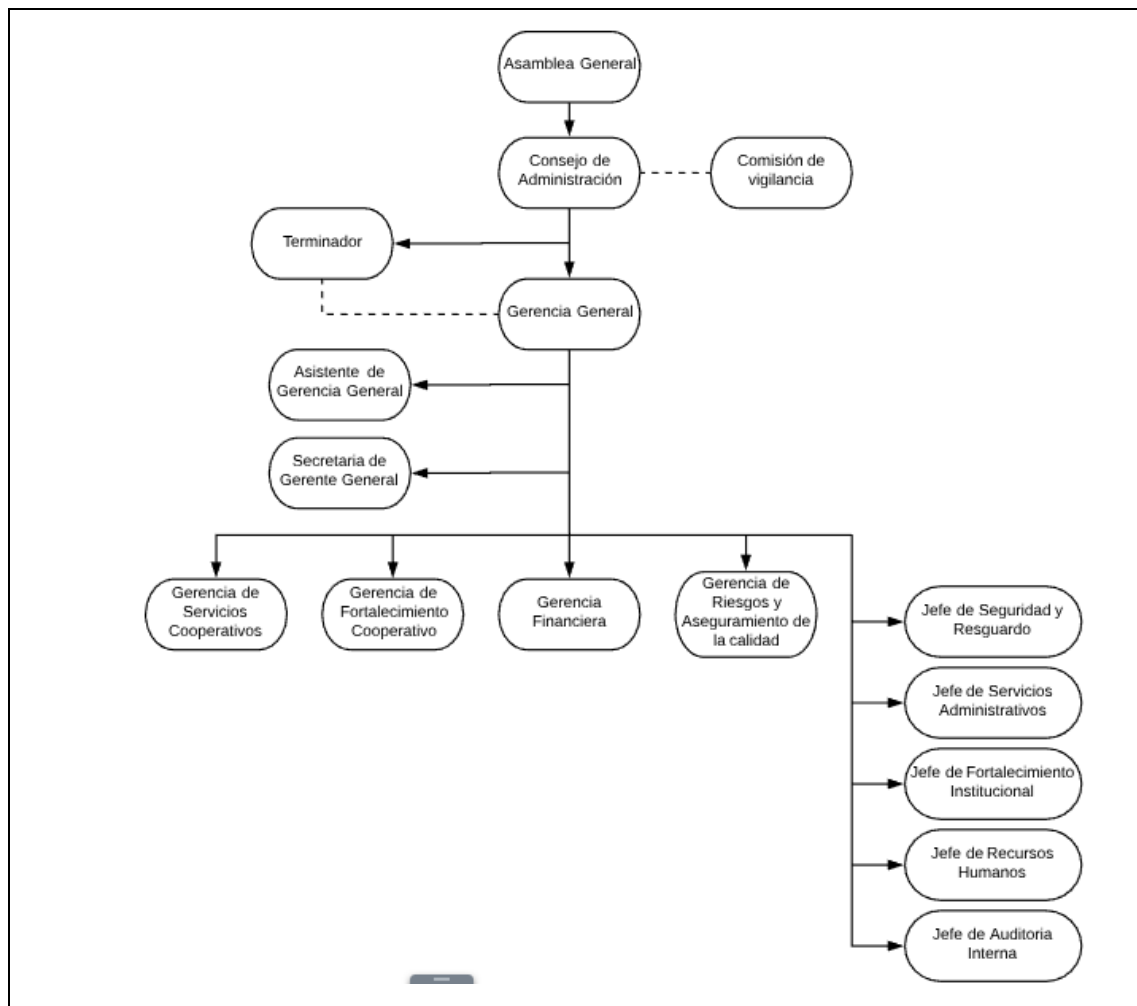 Asamblea General
Consejo de
Administración
Comisión de
vigilancia
Terminador
Gerencia General
Asistente de
Gerencia General
Secretaria de
Gerente General
Gerencia de
Servicios
Cooperativos
Gerencia de
Fortalecimiento
Cooperativo
Gerencia
Financiera
Gerencia de
Riesgos y
Aseguramiento de
la calidad
Jefe de Seguridad y
Resguardo
Jefe de Servicios
Administrativos
Jefe de Fortalecimiento
Institucional
Jefe de Recursos
Humanos
Jefe de Auditoria
Interna